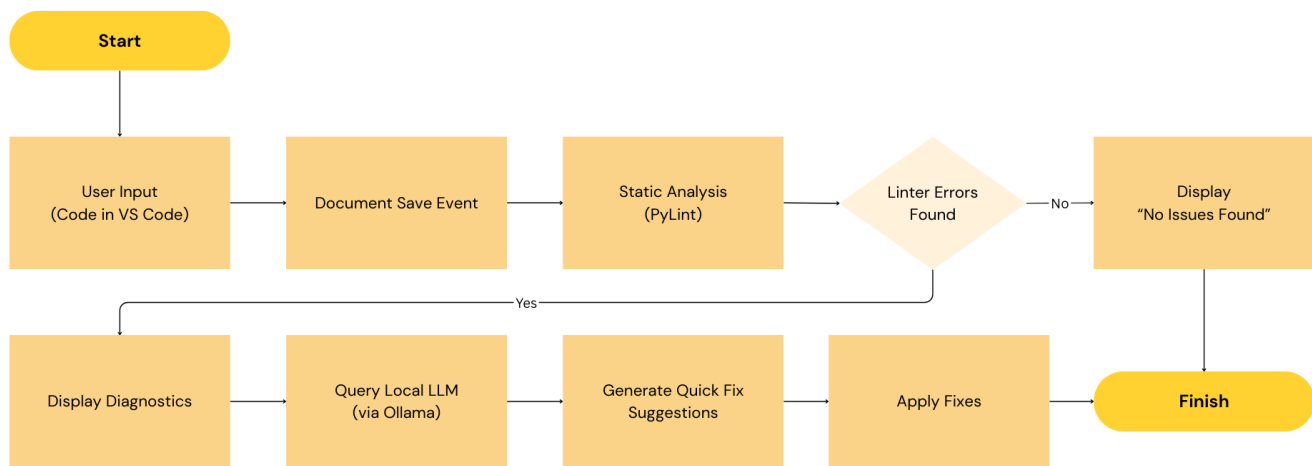 Start
User Input
(Code in VS Code)
Document Save Event
Static Analysis
(PyLint)
Linter Errors
Found
No
Display
“No Issues Found”
Yes
Display Diagnostics
Query Local LLM
(via Ollama)
Generate Quick Fix
Suggestions
Apply Fixes
Finish